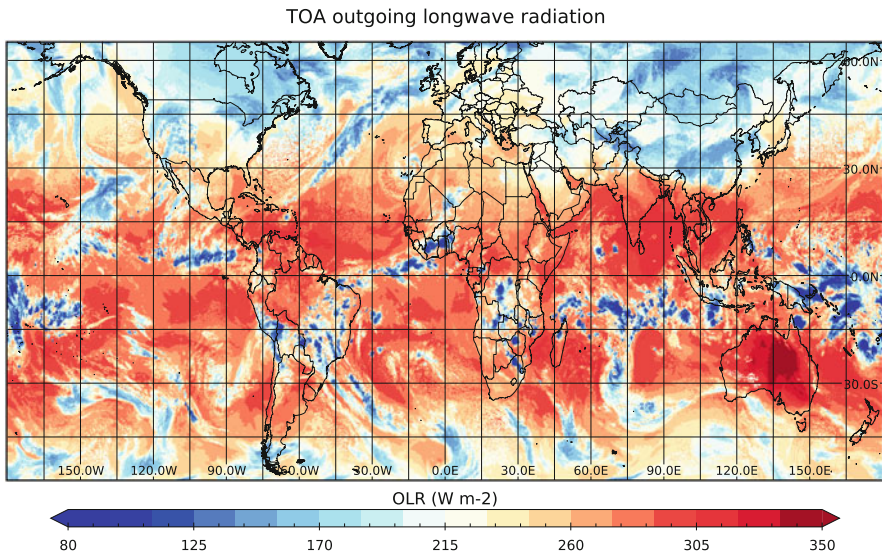 TOA outgoing longwave radiation
60.0N
30.0N
0.0N
30.0S
150.0W 120.0W 90.0W 60.0W 30.0W 0.0E 30.0E 60.0E 90.0E 120.0E 150.0E
OLR (W m-2)
80 125 170 215 260 305 350